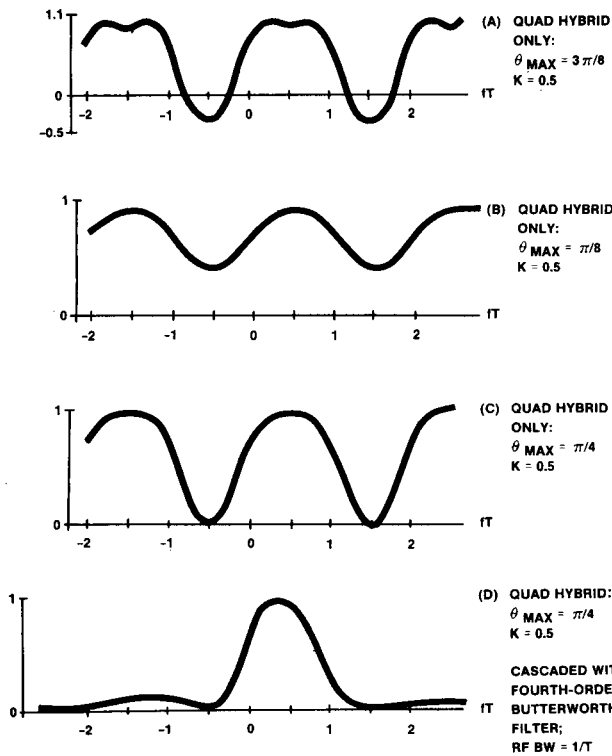 1.1
0
-0.5
-2 -1 0 1 2
fT
(A) QUAD HYBRID
ONLY:
θ MAX = 3π/8
K = 0.5
1
0
-2 -1 0 1 2
fT
(B) QUAD HYBRID
ONLY:
θ MAX = π/8
K = 0.5
1
0
-2 -1 0 1 2
fT
(C) QUAD HYBRID
ONLY:
θ MAX = π/4
K = 0.5
1
0
-2 -1 0 1 2
fT
(D) QUAD HYBRID:
θ MAX = π/4
K = 0.5
CASCADED WIT
FOURTH-ORDE
BUTTERWORTH
FILTER;
RF BW = 1/T